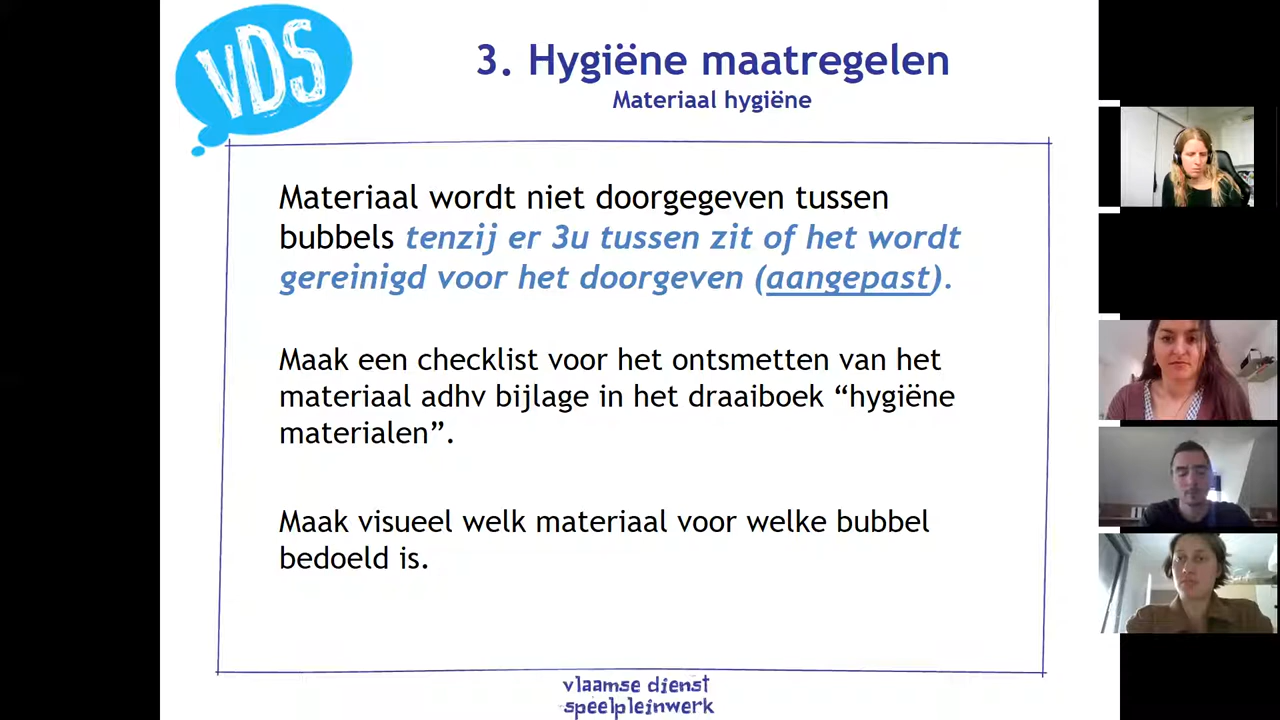 VDS
3. Hygiëne maatregelen
Materiaal hygiëne
Materiaal wordt niet doorgegeven tussen
bubbels tenzij er 3u tussen zit of het wordt
gereinigd voor het doorgeven (aangepast).
Maak een checklist voor het ontsmetten van het
materiaal adhv bijlage in het draaiboek “hygiëne
materialen”.
Maak visueel welk materiaal voor welke bubbel
bedoeld is.
vlaamse dienst
speelpleinwerk